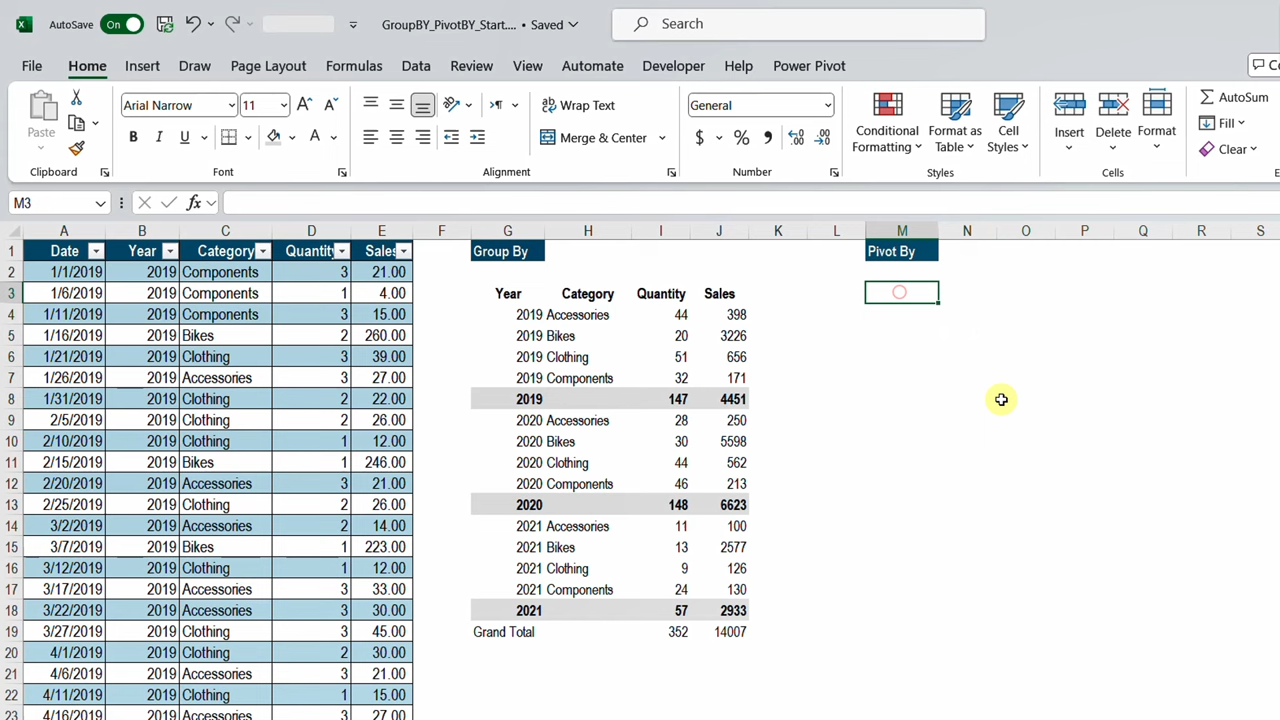 AutoSave On GroupBY_PivotBY_Start.... • Saved Search
File Home Insert Draw Page Layout Formulas Data Review View Automate Developer Help Power Pivot
Paste Arial Narrow 11 Wrap Text General AutoSum
B I U A Merge & Center $ % Conditional Formatting Format as Table Cell Styles Insert Delete Format Fill Clear
Clipboard Font Alignment Number Styles Cells
M3 fx
A B C D E F G H I J K L M N O P Q R S
1 Date Year Category Quantity Sales Group By Pivot By
2 1/1/2019 2019 Components 3 21.00
3 1/6/2019 2019 Components 1 4.00 Year Category Quantity Sales
4 1/11/2019 2019 Components 3 15.00 2019 Accessories 44 398
5 1/16/2019 2019 Bikes 2 260.00 2019 Bikes 20 3226
6 1/21/2019 2019 Clothing 3 39.00 2019 Clothing 51 656
7 1/26/2019 2019 Accessories 3 27.00 2019 Components 32 171
8 1/31/2019 2019 Clothing 2 22.00 2019 147 4451
9 2/5/2019 2019 Clothing 2 26.00 2020 Accessories 28 250
10 2/10/2019 2019 Clothing 1 12.00 2020 Bikes 30 5598
11 2/15/2019 2019 Bikes 1 246.00 2020 Clothing 44 562
12 2/20/2019 2019 Accessories 3 21.00 2020 Components 46 213
13 2/25/2019 2019 Clothing 2 26.00 2020 148 6623
14 3/2/2019 2019 Accessories 2 14.00 2021 Accessories 11 100
15 3/7/2019 2019 Bikes 1 223.00 2021 Bikes 13 2577
16 3/12/2019 2019 Clothing 1 12.00 2021 Clothing 9 126
17 3/17/2019 2019 Accessories 3 33.00 2021 Components 24 130
18 3/22/2019 2019 Accessories 3 30.00 2021 57 2933
19 3/27/2019 2019 Clothing 3 45.00 Grand Total 352 14007
20 4/1/2019 2019 Clothing 2 30.00
21 4/6/2019 2019 Accessories 3 21.00
22 4/11/2019 2019 Clothing 1 15.00
23 4/16/2019 2019 Accessories 3 27.00